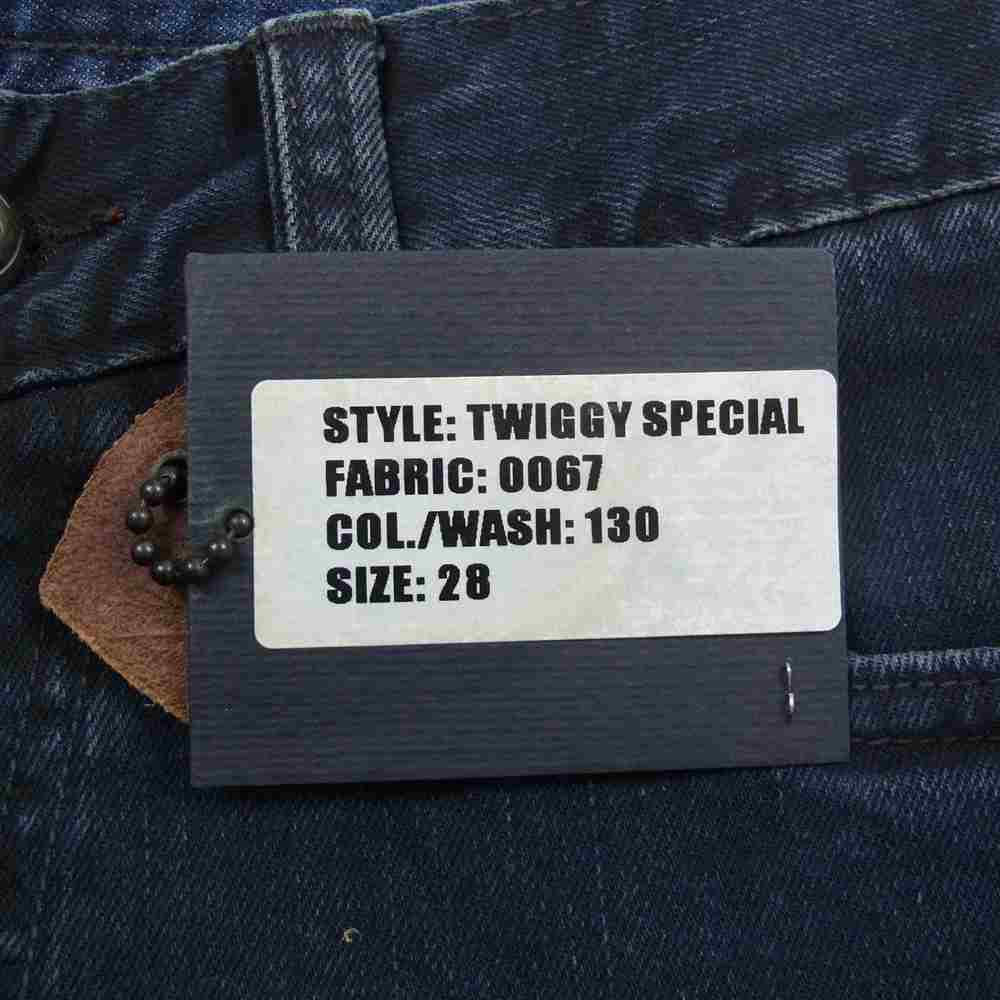 STYLE: TWIGGY SPECIAL
FABRIC: 0067
COL./WASH: 130
SIZE: 28